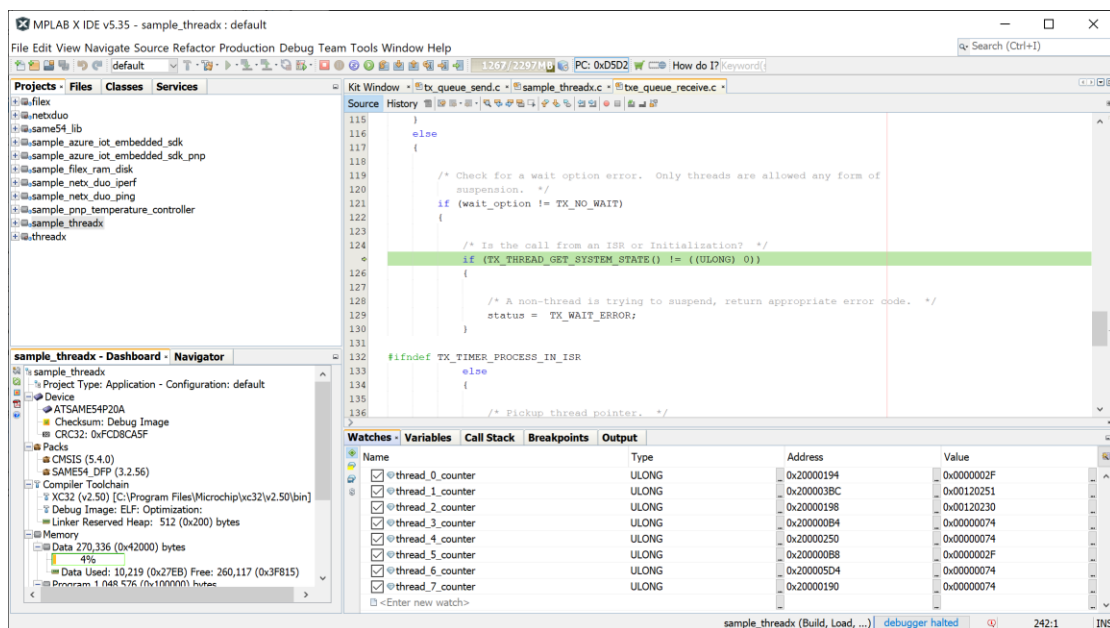 MPLAB X IDE v5.35 - sample_threadx : default
File Edit View Navigate Source Refactor Production Debug Team Tools Window Help
Search (Ctrl+I)
default
1267/2297MB
PC: 0xD5D2
How do I?
Keyword(
Projects Files Classes Services
filex
netxduo
same54_lib
sample_azure_iot_embedded_sdk
sample_azure_iot_embedded_sdk_pnp
sample_filex_ram_disk
sample_netx_duo_iperf
sample_netx_duo_ping
sample_pnp_temperature_controller
sample_threadx
threadx
sample_threadx - Dashboard Navigator
sample_threadx
Project Type: Application - Configuration: default
Device
ATSAME54P20A
Checksum: Debug Image
CRC32: 0xFCD8CA5F
Packs
CMSIS (5.4.0)
SAME54_DFP (3.2.56)
Compiler Toolchain
XC32 (v2.50) [C:\Program Files\Microchip\xc32\v2.50\bin]
Debug Image: ELF: Optimization:
Linker Reserved Heap: 512 (0x200) bytes
Memory
Data 270,336 (0x42000) bytes
4%
Data Used: 10,219 (0x27EB) Free: 260,117 (0x3F815)
Program 1,048,576 (0x100000) bytes
Kit Window tx_queue_send.c sample_threadx.c txe_queue_receive.c
Source History
115 }
116 else
117 {
118
119 /* Check for a wait option error. Only threads are allowed any form of
120 suspension. */
121 if (wait_option != TX_NO_WAIT)
122 {
123
124 /* Is the call from an ISR or Initialization? */
if (TX_THREAD_GET_SYSTEM_STATE() != ((ULONG) 0))
126 {
127
128 /* A non-thread is trying to suspend, return appropriate error code. */
129 status = TX_WAIT_ERROR;
130 }
131
132 #ifndef TX_TIMER_PROCESS_IN_ISR
133 else
134 {
135
136 /* Pickup thread pointer. */
Watches Variables Call Stack Breakpoints Output
Name Type Address Value
thread_0_counter ULONG 0x20000194 0x0000002F
thread_1_counter ULONG 0x200003BC 0x00120251
thread_2_counter ULONG 0x20000198 0x00120230
thread_3_counter ULONG 0x200000B4 0x00000074
thread_4_counter ULONG 0x20000250 0x00000074
thread_5_counter ULONG 0x200000B8 0x0000002F
thread_6_counter ULONG 0x200005D4 0x00000074
thread_7_counter ULONG 0x20000190 0x00000074
<Enter new watch>
sample_threadx (Build, Load, ...) debugger halted 242:1 INS